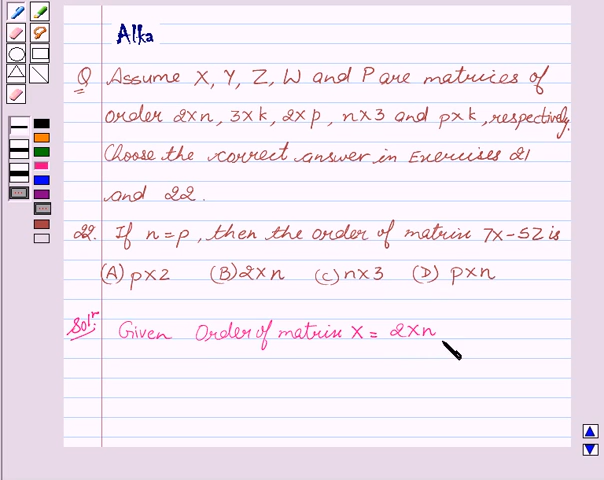 Alka
Q Assume X, Y, Z, W and P are matrices of
order 2×n, 3×k, 2×p, n×3 and p×k, respectively.
Choose the correct answer in Exercises 21
and 22.
22. If n=p, then the order of matrix 7X-5Z is
(A) p×2 (B) 2×n (C) n×3 (D) p×n
Solⁿ: Given Order of matrix X = 2×n